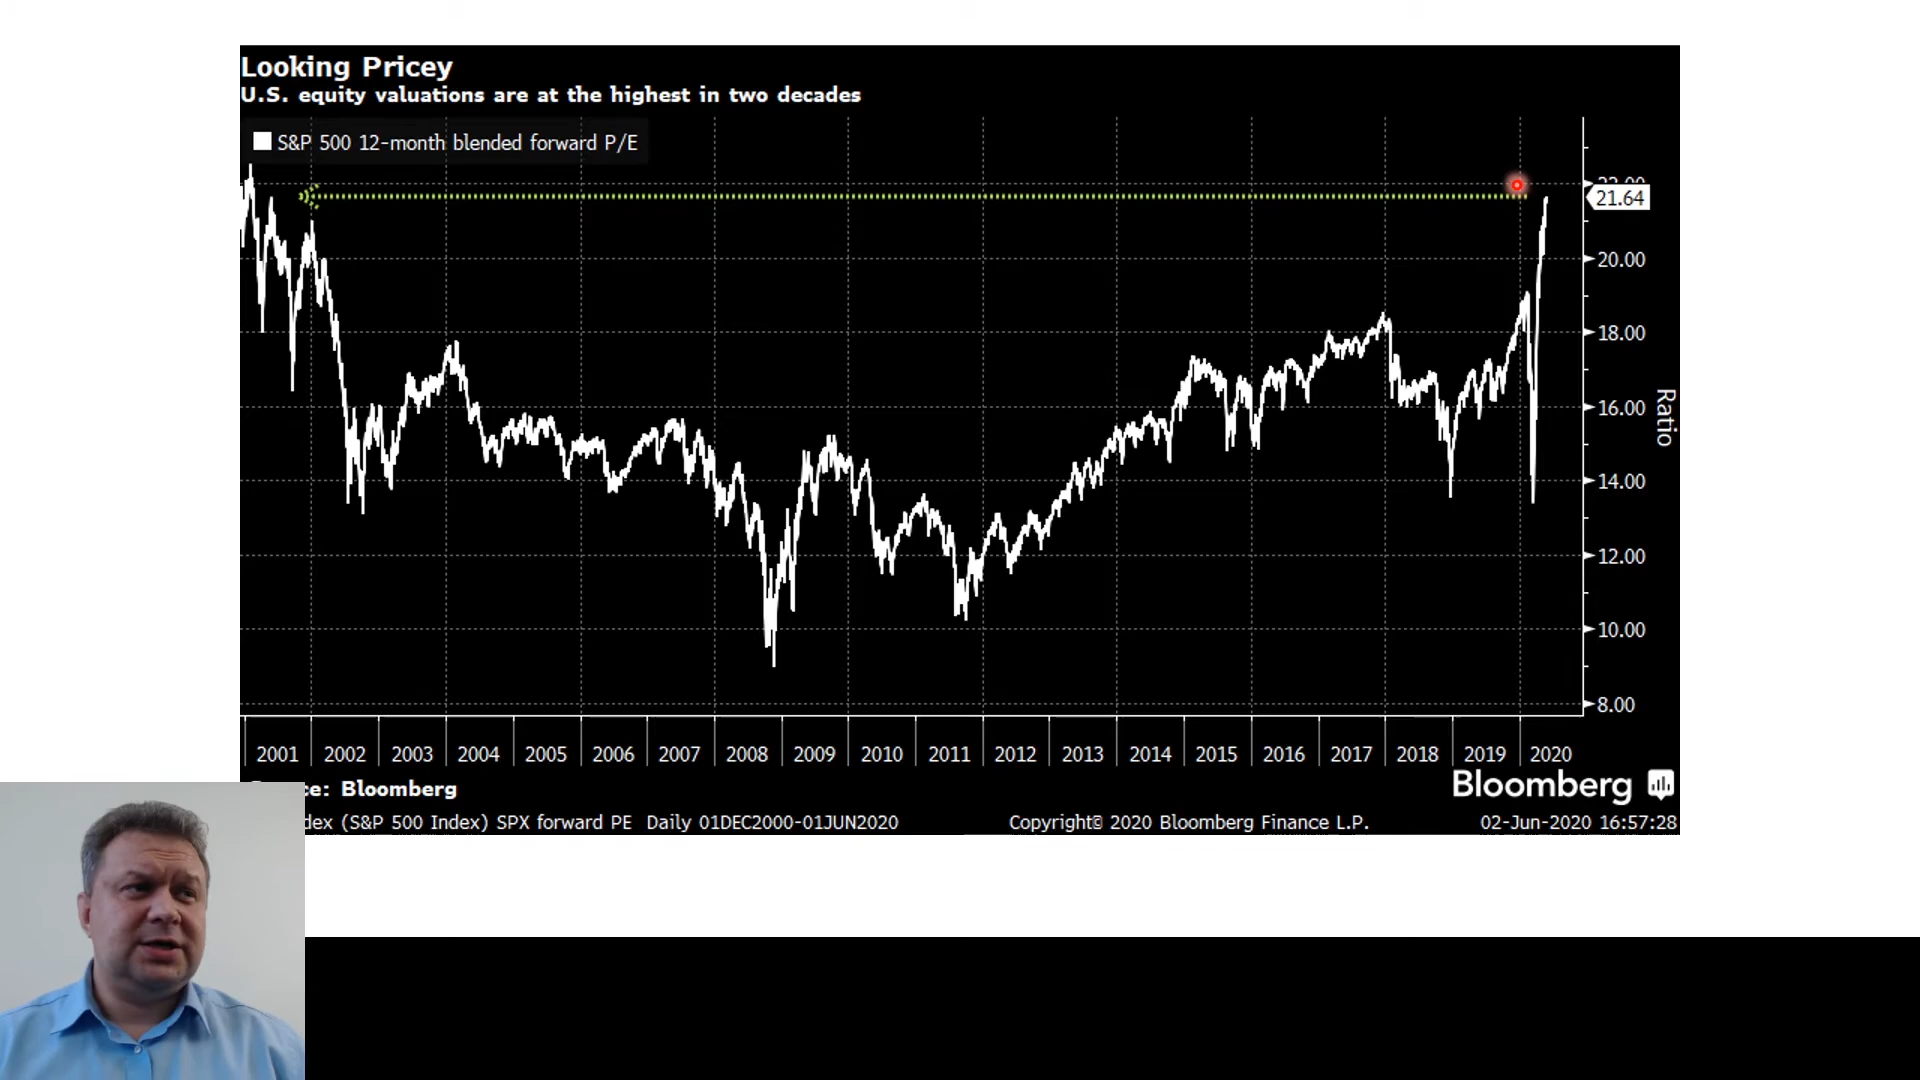 Looking Pricey
U.S. equity valuations are at the highest in two decades
S&P 500 12-month blended forward P/E
22.00
21.64
20.00
18.00
16.00
14.00
12.00
10.00
8.00
Ratio
2001 2002 2003 2004 2005 2006 2007 2008 2009 2010 2011 2012 2013 2014 2015 2016 2017 2018 2019 2020
ce: Bloomberg
Bloomberg
dex (S&P 500 Index) SPX forward PE Daily 01DEC2000-01JUN2020
Copyright© 2020 Bloomberg Finance L.P.
02-Jun-2020 16:57:28